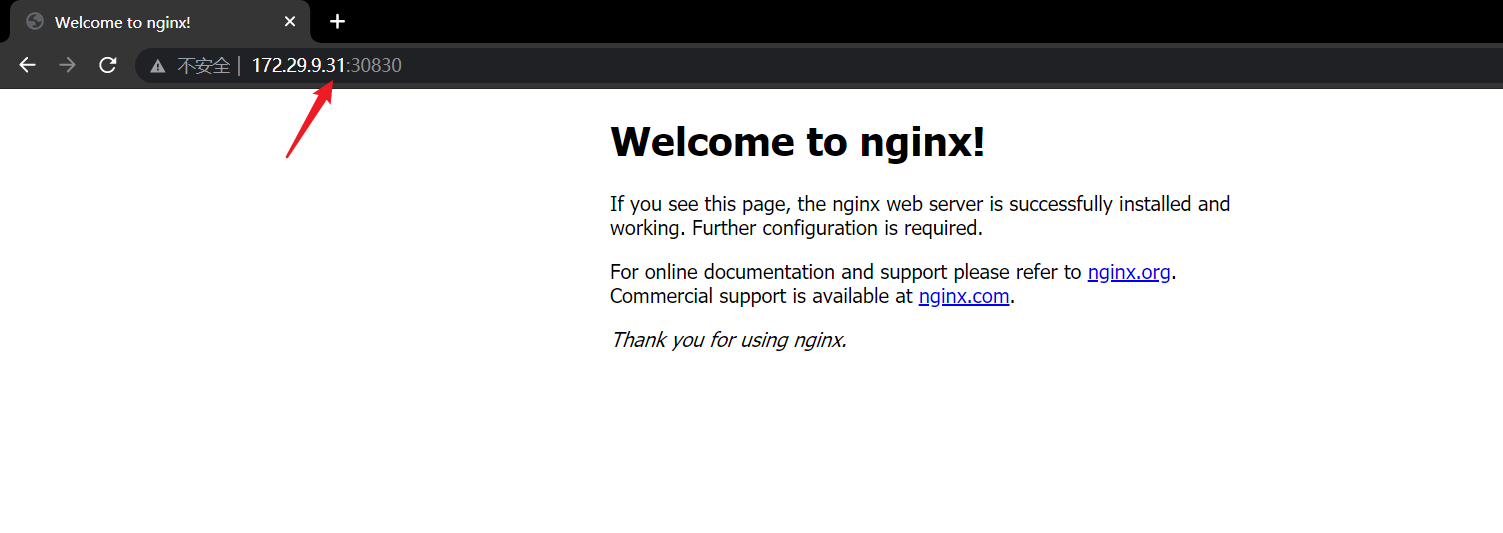 Welcome to nginx!
不安全 | 172.29.9.31:30830
Welcome to nginx!
If you see this page, the nginx web server is successfully installed and
working. Further configuration is required.
For online documentation and support please refer to nginx.org.
Commercial support is available at nginx.com.
Thank you for using nginx.